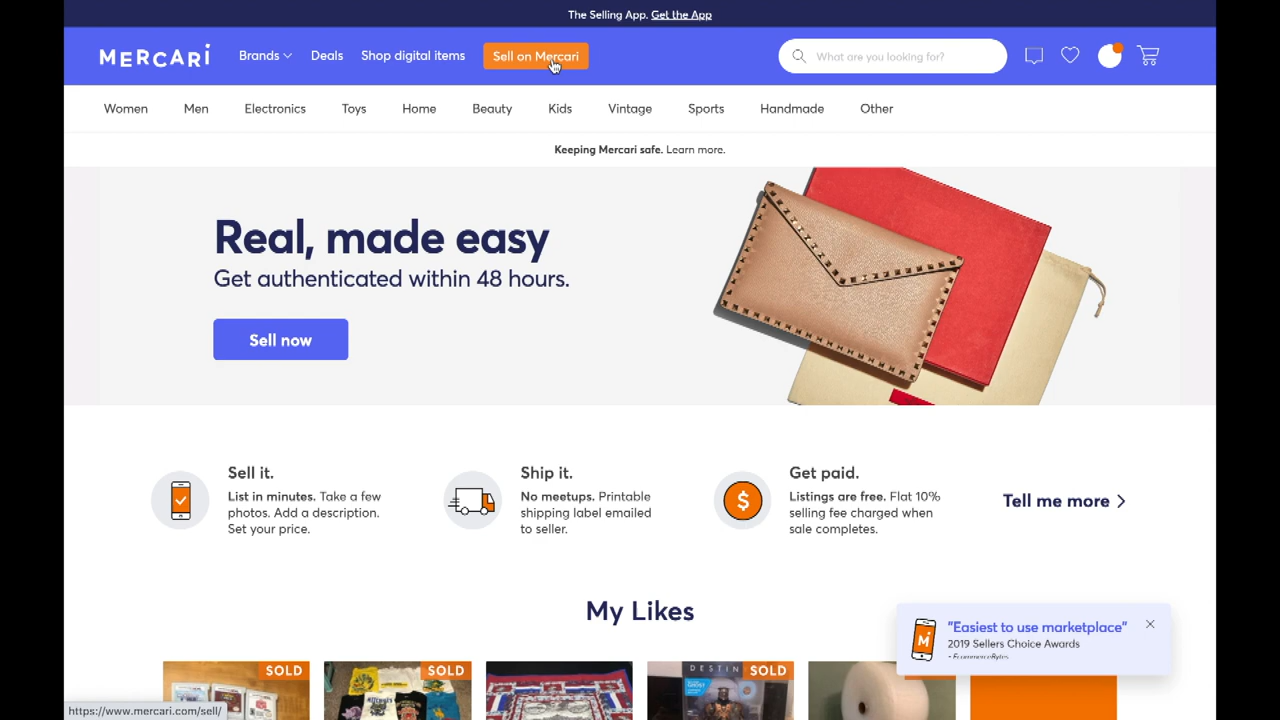 The Selling App. Get the App
MERCARI
Brands
Deals
Shop digital items
Sell on Mercari
What are you looking for?
Women
Men
Electronics
Toys
Home
Beauty
Kids
Vintage
Sports
Handmade
Other
Keeping Mercari safe. Learn more.
Real, made easy
Get authenticated within 48 hours.
Sell now
Sell it.
List in minutes. Take a few
photos. Add a description.
Set your price.
Ship it.
No meetups. Printable
shipping label emailed
to seller.
Get paid.
Listings are free. Flat 10%
selling fee charged when
sale completes.
Tell me more
My Likes
"Easiest to use marketplace"
2019 Sellers Choice Awards
- EcommerceBytes
SOLD
SOLD
DESTIN
SOLD
https://www.mercari.com/sell/